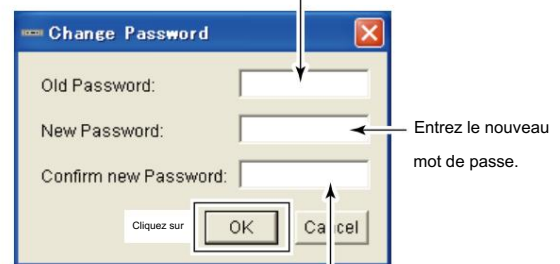 Change Password
Old Password:
New Password:
Entrez le nouveau
mot de passe.
Confirm new Password:
Cliquez sur
OK
Cancel